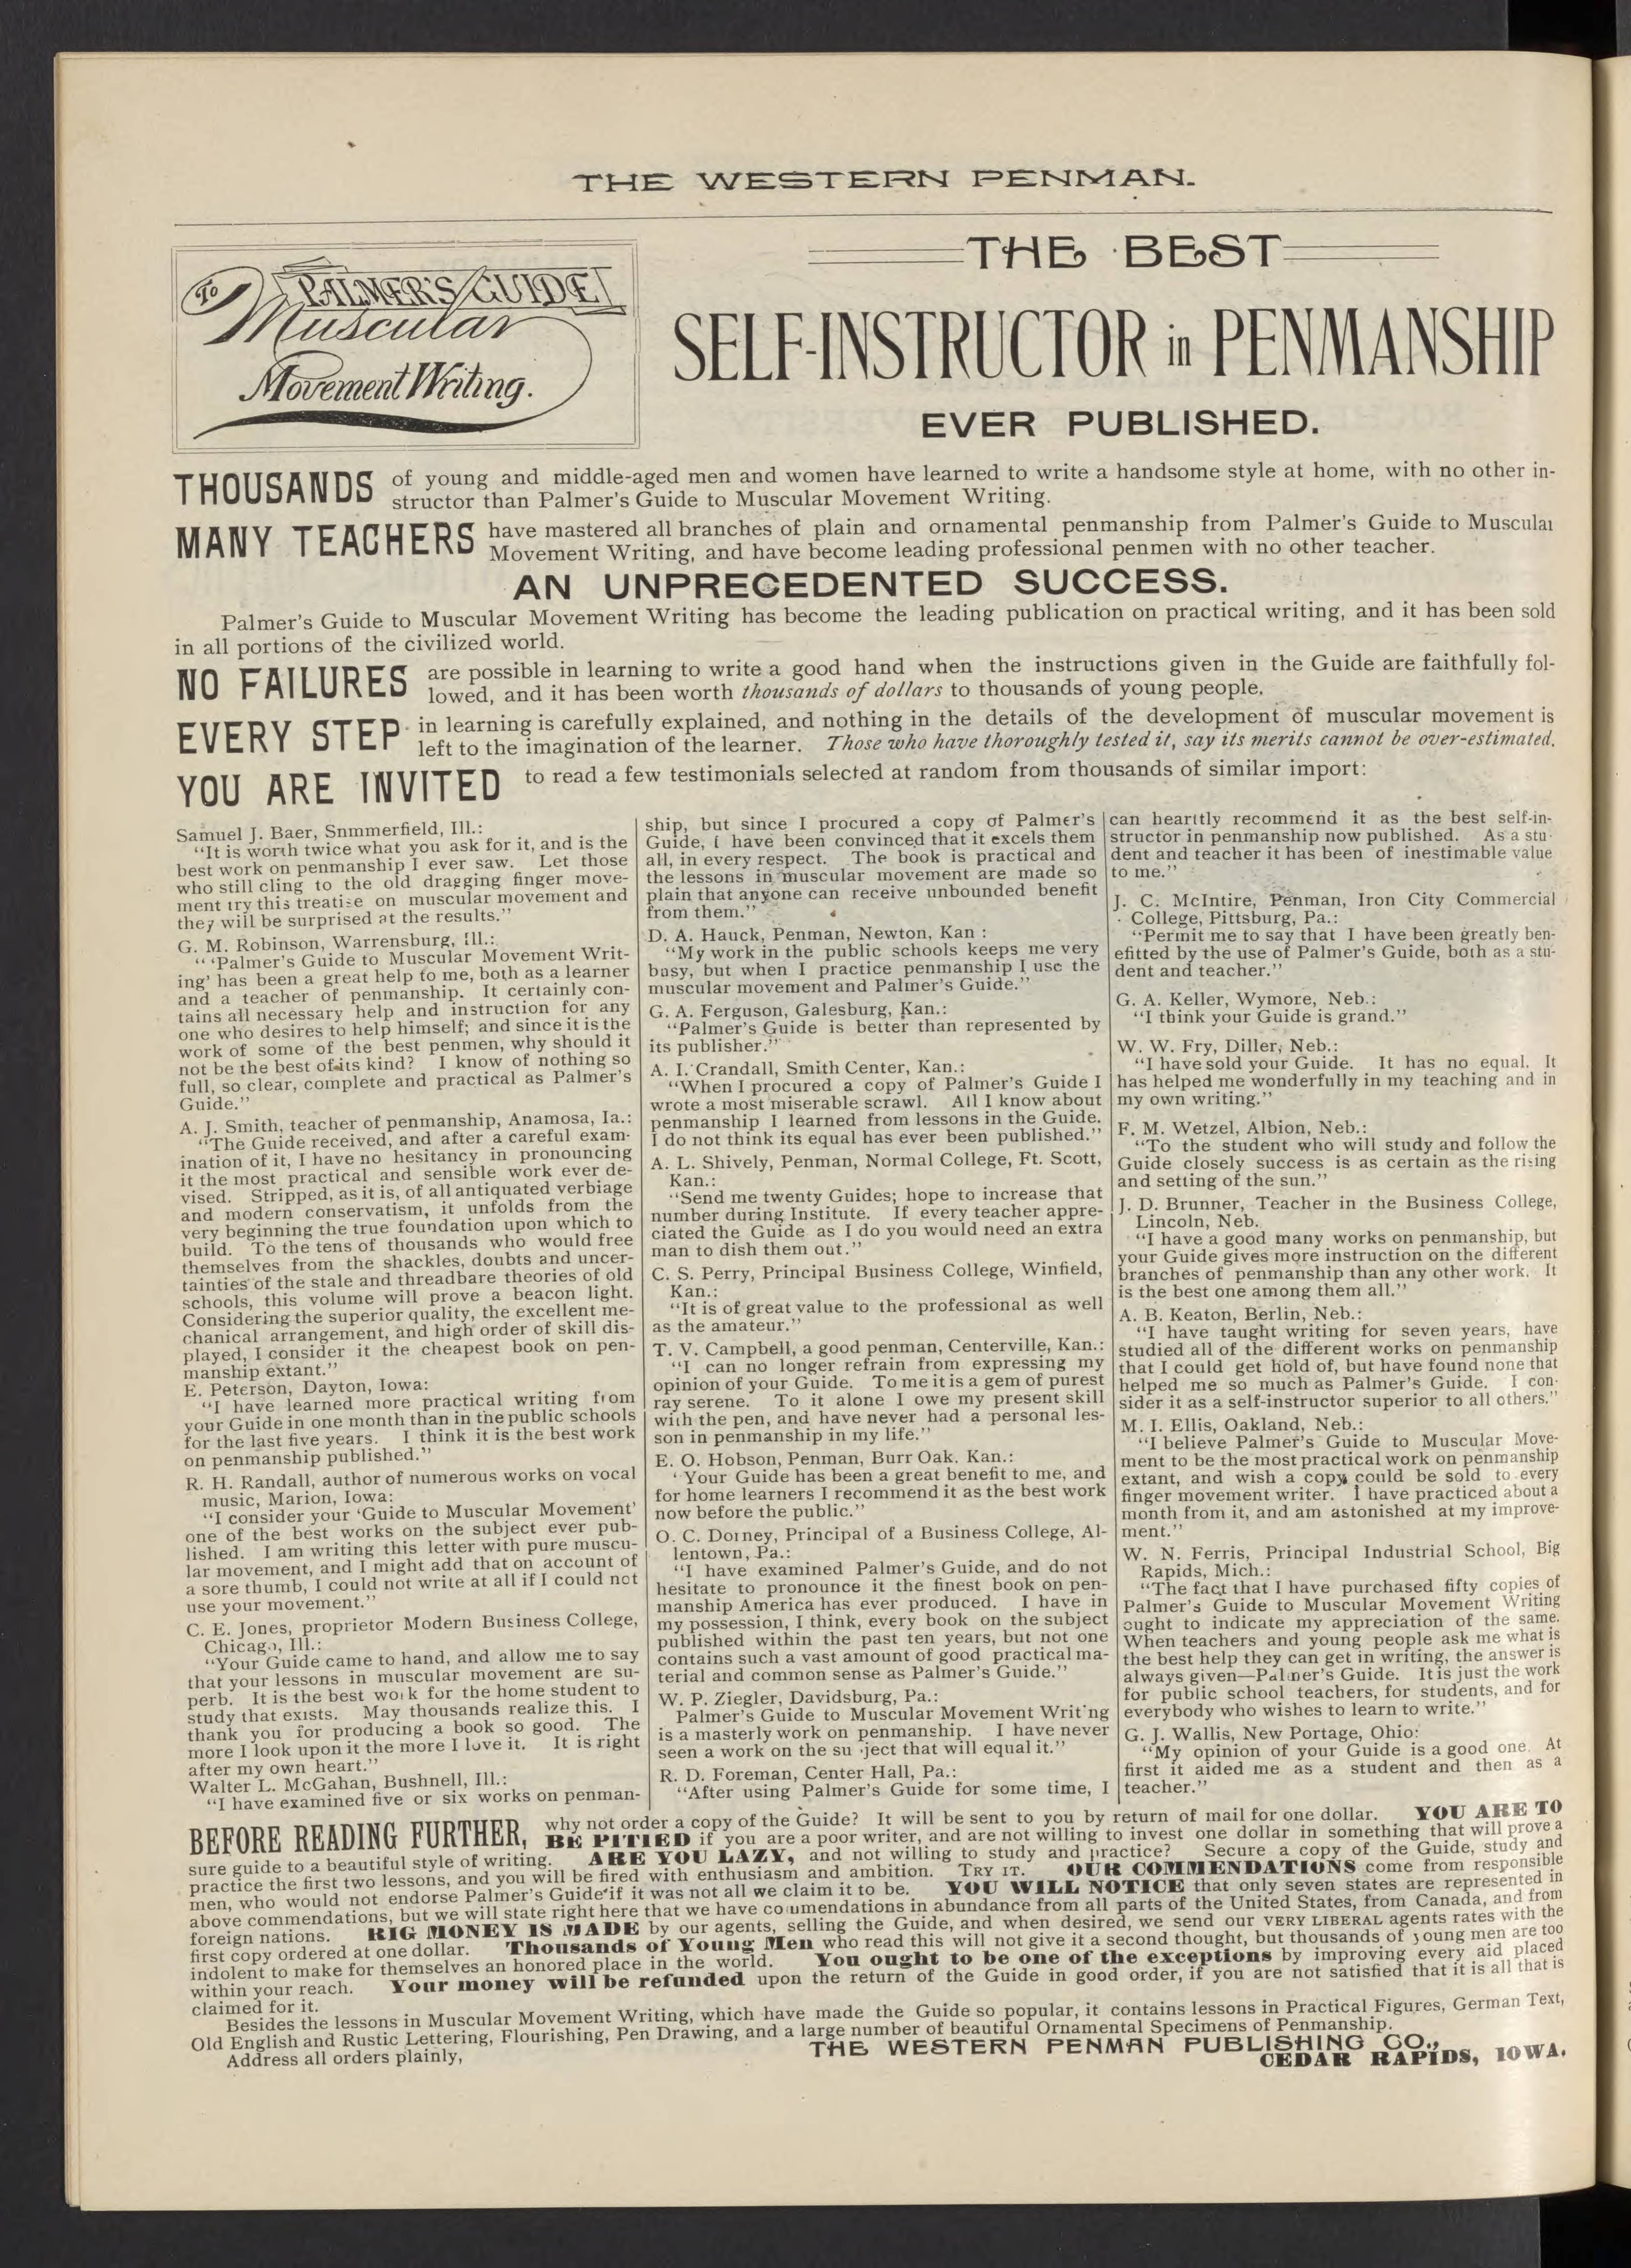 THE WESTERN PENMAN.
To PALMER'S GUIDE
Muscular
Movement Writing.
THE BEST
SELF-INSTRUCTOR in PENMANSHIP
EVER PUBLISHED.
THOUSANDS of young and middle-aged men and women have learned to write a handsome style at home, with no other in-
structor than Palmer's Guide to Muscular Movement Writing.
MANY TEACHERS have mastered all branches of plain and ornamental penmanship from Palmer's Guide to Muscular
Movement Writing, and have become leading professional penmen with no other teacher.
AN UNPRECEDENTED SUCCESS.
Palmer's Guide to Muscular Movement Writing has become the leading publication on practical writing, and it has been sold
in all portions of the civilized world.
NO FAILURES are possible in learning to write a good hand when the instructions given in the Guide are faithfully fol-
lowed, and it has been worth thousands of dollars to thousands of young people.
EVERY STEP in learning is carefully explained, and nothing in the details of the development of muscular movement is
left to the imagination of the learner. Those who have thoroughly tested it, say its merits cannot be over-estimated.
YOU ARE INVITED to read a few testimonials selected at random from thousands of similar import:
Samuel J. Baer, Snmmerfield, Ill.:
"It is worth twice what you ask for it, and is the
best work on penmanship I ever saw. Let those
who still cling to the old dragging finger move-
ment try this treatise on muscular movement and
they will be surprised at the results."
G. M. Robinson, Warrensburg, Ill.:
"'Palmer's Guide to Muscular Movement Writ-
ing' has been a great help to me, both as a learner
and a teacher of penmanship. It certainly con-
tains all necessary help and instruction for any
one who desires to help himself; and since it is the
work of some of the best penmen, why should it
not be the best of its kind? I know of nothing so
full, so clear, complete and practical as Palmer's
Guide."
A. J. Smith, teacher of penmanship, Anamosa, Ia.:
"The Guide received, and after a careful exam-
ination of it, I have no hesitancy in pronouncing
it the most practical and sensible work ever de-
vised. Stripped, as it is, of all antiquated verbiage
and modern conservatism, it unfolds from the
very beginning the true foundation upon which to
build. To the tens of thousands who would free
themselves from the shackles, doubts and uncer-
tainties of the stale and threadbare theories of old
schools, this volume will prove a beacon light.
Considering the superior quality, the excellent me-
chanical arrangement, and high order of skill dis-
played, I consider it the cheapest book on pen-
manship extant."
E. Peterson, Dayton, Iowa:
"I have learned more practical writing from
your Guide in one month than in the public schools
for the last five years. I think it is the best work
on penmanship published."
R. H. Randall, author of numerous works on vocal
music, Marion, Iowa:
"I consider your 'Guide to Muscular Movement'
one of the best works on the subject ever pub-
lished. I am writing this letter with pure muscu-
lar movement, and I might add that on account of
a sore thumb, I could not write at all if I could not
use your movement."
C. E. Jones, proprietor Modern Business College,
Chicago, Ill.:
"Your Guide came to hand, and allow me to say
that your lessons in muscular movement are su-
perb. It is the best work for the home student to
study that exists. May thousands realize this. I
thank you for producing a book so good. The
more I look upon it the more I love it. It is right
after my own heart."
Walter L. McGahan, Bushnell, Ill.:
"I have examined five or six works on penman-
ship, but since I procured a copy of Palmer's
Guide, I have been convinced that it excels them
all, in every respect. The book is practical and
the lessons in muscular movement are made so
plain that anyone can receive unbounded benefit
from them."
D. A. Hauck, Penman, Newton, Kan :
"My work in the public schools keeps me very
busy, but when I practice penmanship I use the
muscular movement and Palmer's Guide."
G. A. Ferguson, Galesburg, Kan.:
"Palmer's Guide is better than represented by
its publisher."
A. I. Crandall, Smith Center, Kan.:
"When I procured a copy of Palmer's Guide I
wrote a most miserable scrawl. All I know about
penmanship I learned from lessons in the Guide.
I do not think its equal has ever been published."
A. L. Shively, Penman, Normal College, Ft. Scott,
Kan.:
"Send me twenty Guides; hope to increase that
number during Institute. If every teacher appre-
ciated the Guide as I do you would need an extra
man to dish them out."
C. S. Perry, Principal Business College, Winfield,
Kan.:
"It is of great value to the professional as well
as the amateur."
T. V. Campbell, a good penman, Centerville, Kan.:
"I can no longer refrain from expressing my
opinion of your Guide. To me it is a gem of purest
ray serene. To it alone I owe my present skill
with the pen, and have never had a personal les-
son in penmanship in my life."
E. O. Hobson, Penman, Burr Oak. Kan.:
'Your Guide has been a great benefit to me, and
for home learners I recommend it as the best work
now before the public."
O. C. Dorney, Principal of a Business College, Al-
lentown, Pa.:
"I have examined Palmer's Guide, and do not
hesitate to pronounce it the finest book on pen-
manship America has ever produced. I have in
my possession, I think, every book on the subject
published within the past ten years, but not one
contains such a vast amount of good practical ma-
terial and common sense as Palmer's Guide."
W. P. Ziegler, Davidsburg, Pa.:
Palmer's Guide to Muscular Movement Writ'ng
is a masterly work on penmanship. I have never
seen a work on the su ject that will equal it."
R. D. Foreman, Center Hall, Pa.:
"After using Palmer's Guide for some time, I
can heartily recommend it as the best self-in-
structor in penmanship now published. As a stu-
dent and teacher it has been of inestimable value
to me."
J. C. McIntire, Penman, Iron City Commercial
College, Pittsburg, Pa.:
"Permit me to say that I have been greatly ben-
efitted by the use of Palmer's Guide, both as a stu-
dent and teacher."
G. A. Keller, Wymore, Neb.:
"I think your Guide is grand."
W. W. Fry, Diller, Neb.:
"I have sold your Guide. It has no equal. It
has helped me wonderfully in my teaching and in
my own writing."
F. M. Wetzel, Albion, Neb.:
"To the student who will study and follow the
Guide closely success is as certain as the rising
and setting of the sun."
J. D. Brunner, Teacher in the Business College,
Lincoln, Neb.
"I have a good many works on penmanship, but
your Guide gives more instruction on the different
branches of penmanship than any other work. It
is the best one among them all."
A. B. Keaton, Berlin, Neb.:
"I have taught writing for seven years, have
studied all of the different works on penmanship
that I could get hold of, but have found none that
helped me so much as Palmer's Guide. I con-
sider it as a self-instructor superior to all others."
M. I. Ellis, Oakland, Neb.:
"I believe Palmer's Guide to Muscular Move-
ment to be the most practical work on penmanship
extant, and wish a copy could be sold to every
finger movement writer. I have practiced about a
month from it, and am astonished at my improve-
ment."
W. N. Ferris, Principal Industrial School, Big
Rapids, Mich.:
"The fact that I have purchased fifty copies of
Palmer's Guide to Muscular Movement Writing
ought to indicate my appreciation of the same.
When teachers and young people ask me what is
the best help they can get in writing, the answer is
always given—Palmer's Guide. It is just the work
for public school teachers, for students, and for
everybody who wishes to learn to write."
G. J. Wallis, New Portage, Ohio:
"My opinion of your Guide is a good one. At
first it aided me as a student and then as a
teacher."
BEFORE READING FURTHER, why not order a copy of the Guide? It will be sent to you by return of mail for one dollar. YOU ARE TO
BE PITIED if you are a poor writer, and are not willing to invest one dollar in something that will prove a
sure guide to a beautiful style of writing. ARE YOU LAZY, and not willing to study and practice? Secure a copy of the Guide, study and
practice the first two lessons, and you will be fired with enthusiasm and ambition. TRY IT. OUR COMMENDATIONS come from responsible
men, who would not endorse Palmer's Guide if it was not all we claim it to be. YOU WILL NOTICE that only seven states are represented in
above commendations, but we will state right here that we have commendations in abundance from all parts of the United States, from Canada, and from
foreign nations. BIG MONEY IS MADE by our agents, selling the Guide, and when desired, we send our VERY LIBERAL agents rates with the
first copy ordered at one dollar. Thousands of Young Men who read this will not give it a second thought, but thousands of young men are too
indolent to make for themselves an honored place in the world. You ought to be one of the exceptions by improving every aid placed
within your reach. Your money will be refunded upon the return of the Guide in good order, if you are not satisfied that it is all that is
claimed for it.
Besides the lessons in Muscular Movement Writing, which have made the Guide so popular, it contains lessons in Practical Figures, German Text,
Old English and Rustic Lettering, Flourishing, Pen Drawing, and a large number of beautiful Ornamental Specimens of Penmanship.
Address all orders plainly, THE WESTERN PENMAN PUBLISHING CO.,
CEDAR RAPIDS, IOWA.